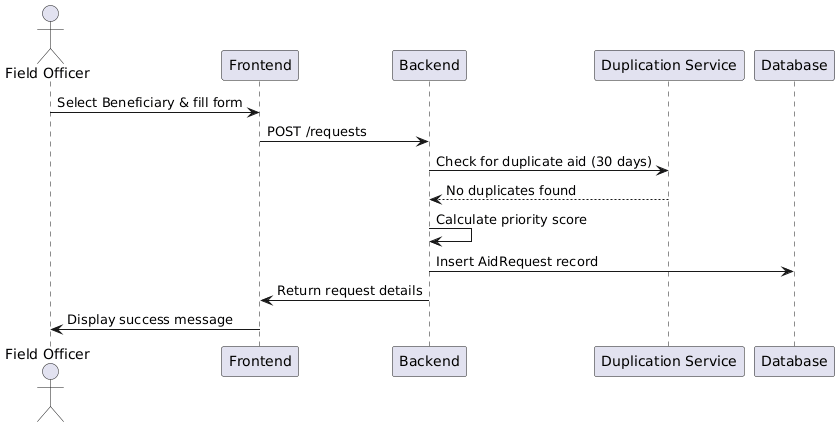 Field Officer
Frontend
Backend
Duplication Service
Database
Select Beneficiary & fill form
POST /requests
Check for duplicate aid (30 days)
No duplicates found
Calculate priority score
Insert AidRequest record
Return request details
Display success message
Field Officer
Frontend
Backend
Duplication Service
Database